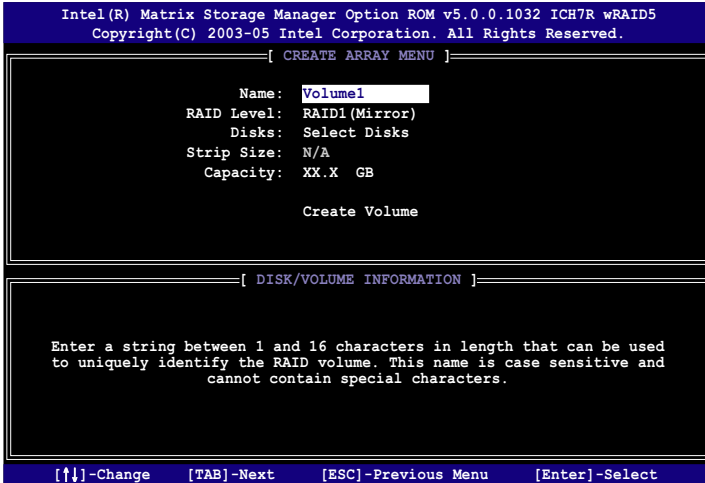 Intel(R) Matrix Storage Manager Option ROM v5.0.0.1032 ICH7R wRAID5
Copyright(C) 2003-05 Intel Corporation. All Rights Reserved.
[ CREATE ARRAY MENU ]
Name: Volume1
RAID Level: RAID1(Mirror)
Disks: Select Disks
Strip Size: N/A
Capacity: XX.X GB
Create Volume
[ DISK/VOLUME INFORMATION ]
Enter a string between 1 and 16 characters in length that can be used
to uniquely identify the RAID volume. This name is case sensitive and
cannot contain special characters.
[↑↓]-Change [TAB]-Next [ESC]-Previous Menu [Enter]-Select